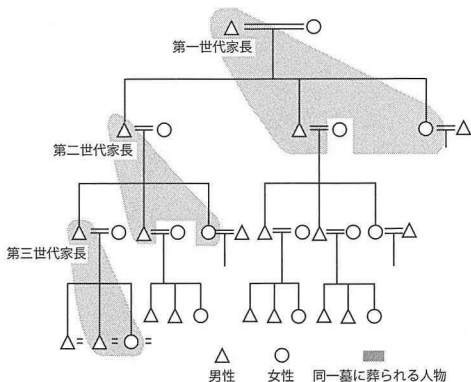 第一世代家長
第二世代家長
第三世代家長
男性
女性
同一墓に葬られる人物